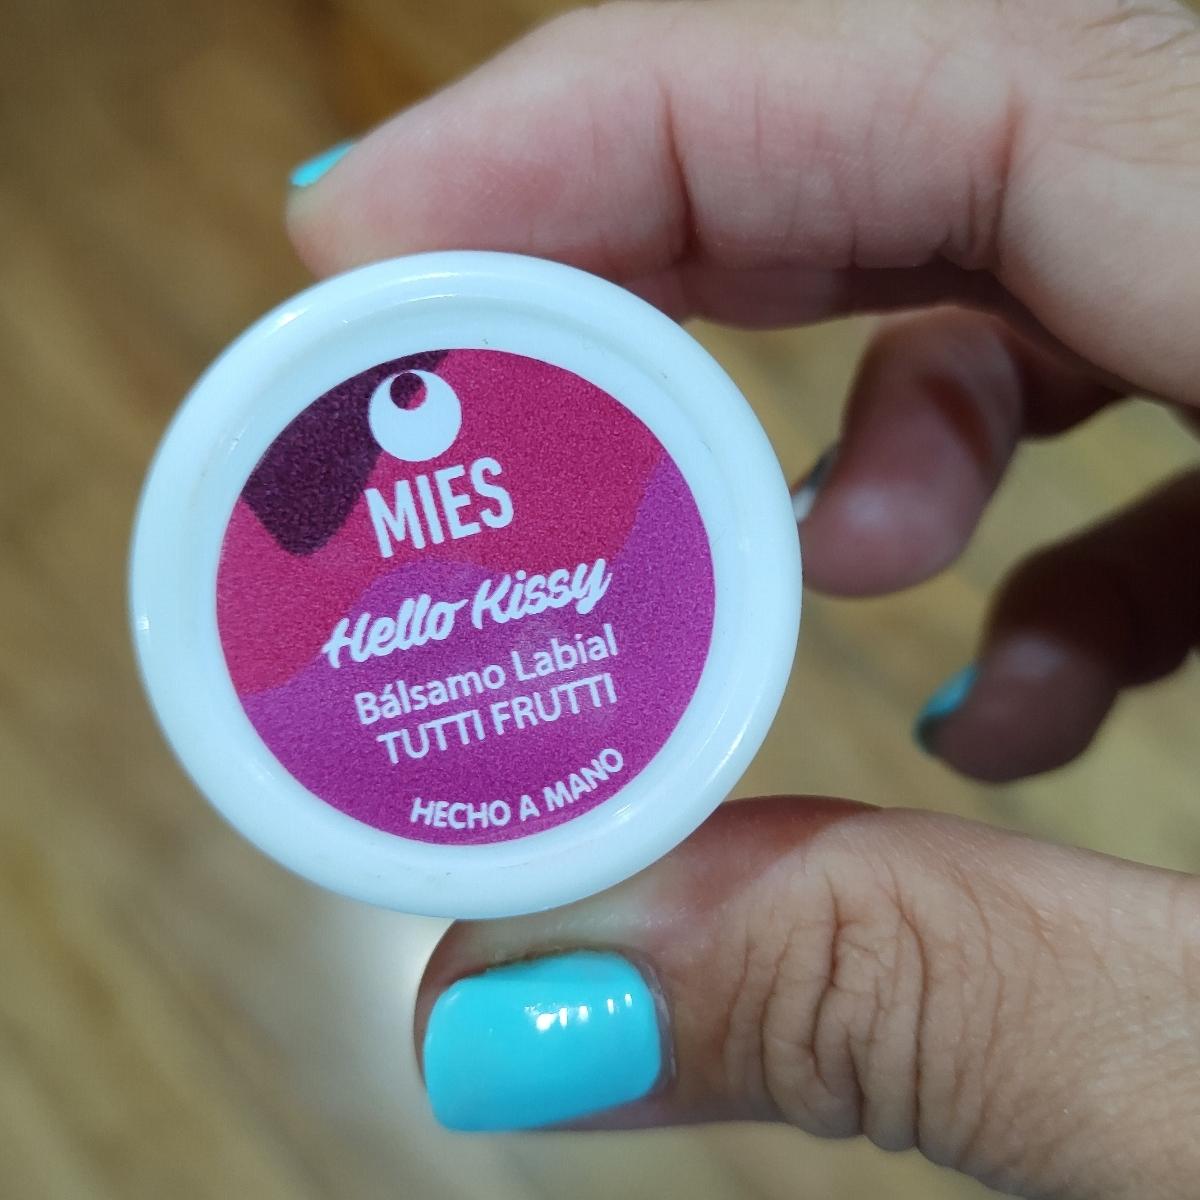 MIES
Hello Kissy
Bálsamo Labial
TUTTI FRUTTI
HECHO A MANO